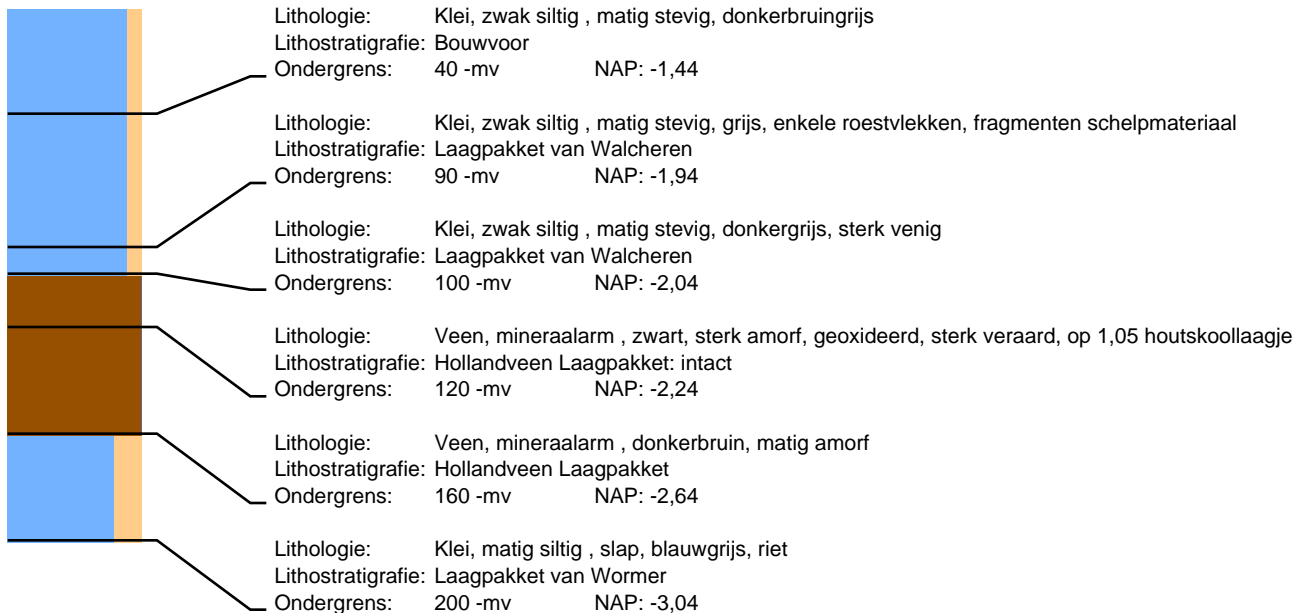 Lithologie: Klei, zwak siltig , matig stevig, donkerbruingrijs
Lithostratigrafie: Bouwvoor
Ondergrens: 40 -mv NAP: -1,44
Lithologie: Klei, zwak siltig , matig stevig, grijs, enkele roestvlekken, fragmenten schelpmateriaal
Lithostratigrafie: Laagpakket van Walcheren
Ondergrens: 90 -mv NAP: -1,94
Lithologie: Klei, zwak siltig , matig stevig, donkergrijs, sterk venig
Lithostratigrafie: Laagpakket van Walcheren
Ondergrens: 100 -mv NAP: -2,04
Lithologie: Veen, mineraalarm , zwart, sterk amorf, geoxideerd, sterk veraard, op 1,05 houtskoollaagje
Lithostratigrafie: Hollandveen Laagpakket: intact
Ondergrens: 120 -mv NAP: -2,24
Lithologie: Veen, mineraalarm , donkerbruin, matig amorf
Lithostratigrafie: Hollandveen Laagpakket
Ondergrens: 160 -mv NAP: -2,64
Lithologie: Klei, matig siltig , slap, blauwgrijs, riet
Lithostratigrafie: Laagpakket van Wormer
Ondergrens: 200 -mv NAP: -3,04